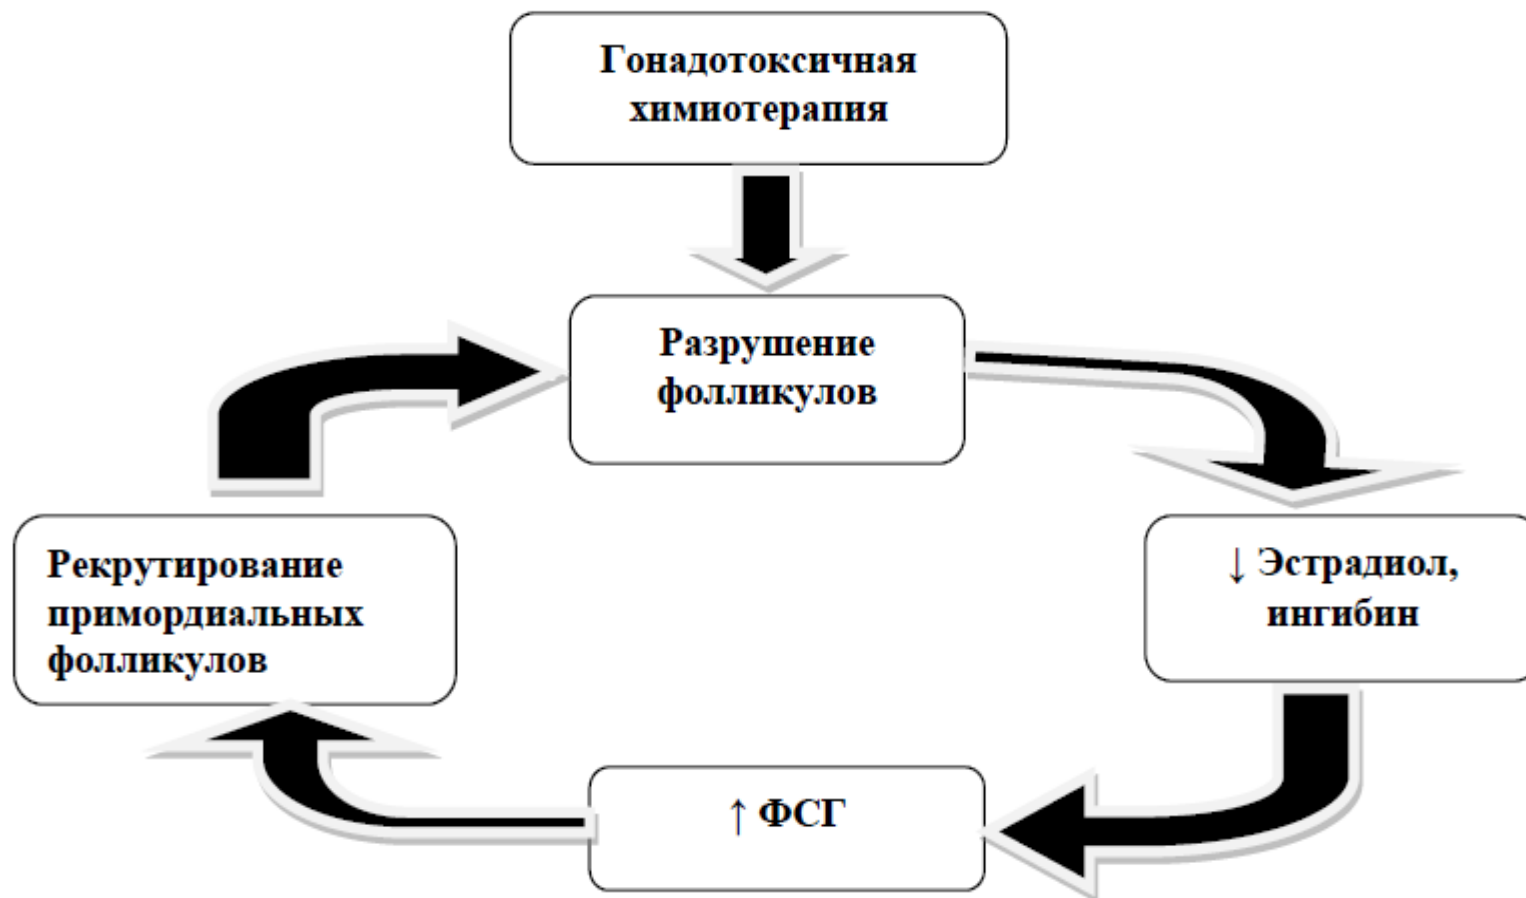 Гонадотоксичная
химиотерапия
Разрушение
фолликулов
↓ Эстрадиол,
ингибин
↑ ФСГ
Рекрутирование
примордиальных
фолликулов